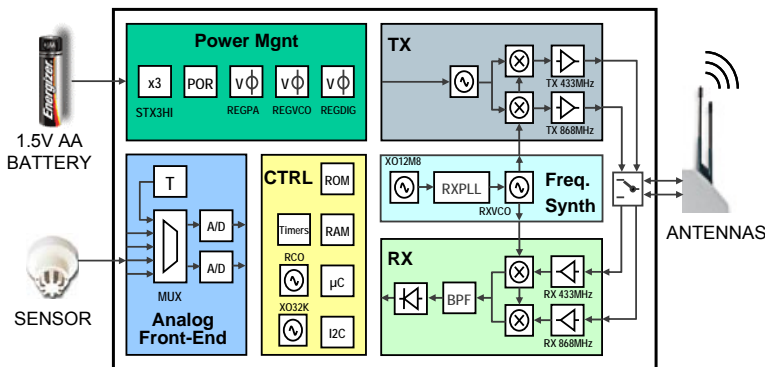 Energizer
1.5V AA
BATTERY
SENSOR
Power Mgnt
x3
POR
V
V
V
STX3HI
REGPA
REGVCO
REGDIG
TX
TX 433MHz
TX 868MHz
T
A/D
A/D
MUX
Analog
Front-End
CTRL
ROM
Timers
RAM
RCO
µC
XO32K
I2C
XO12M8
RXPLL
RXVCO
Freq.
Synth
RX
BPF
RX 433MHz
RX 868MHz
ANTENNAS